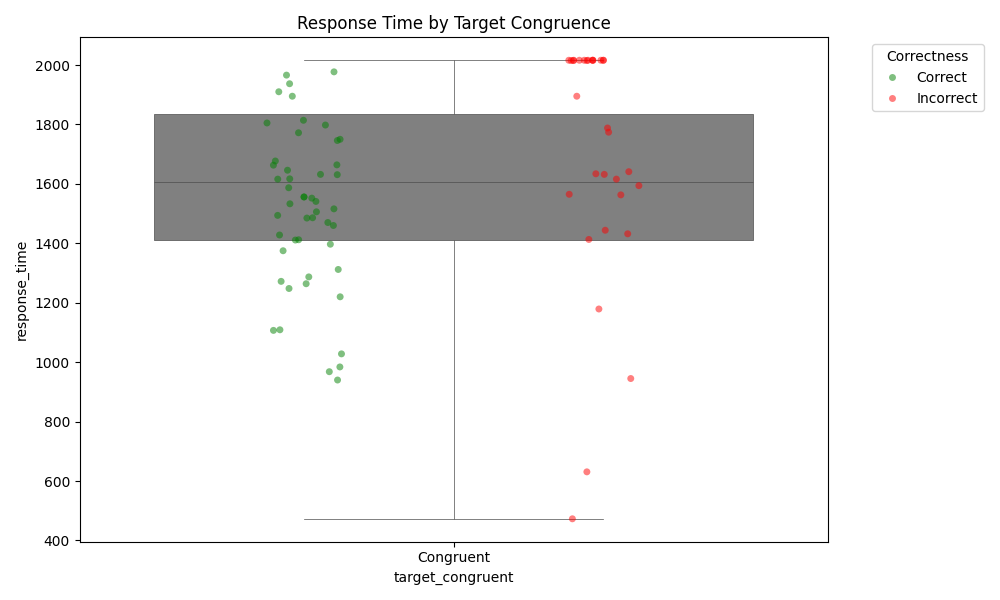 Response Time by Target Congruence
response_time
2000
1800
1600
1400
1200
1000
800
600
400
Congruent
target_congruent
Correctness
Correct
Incorrect